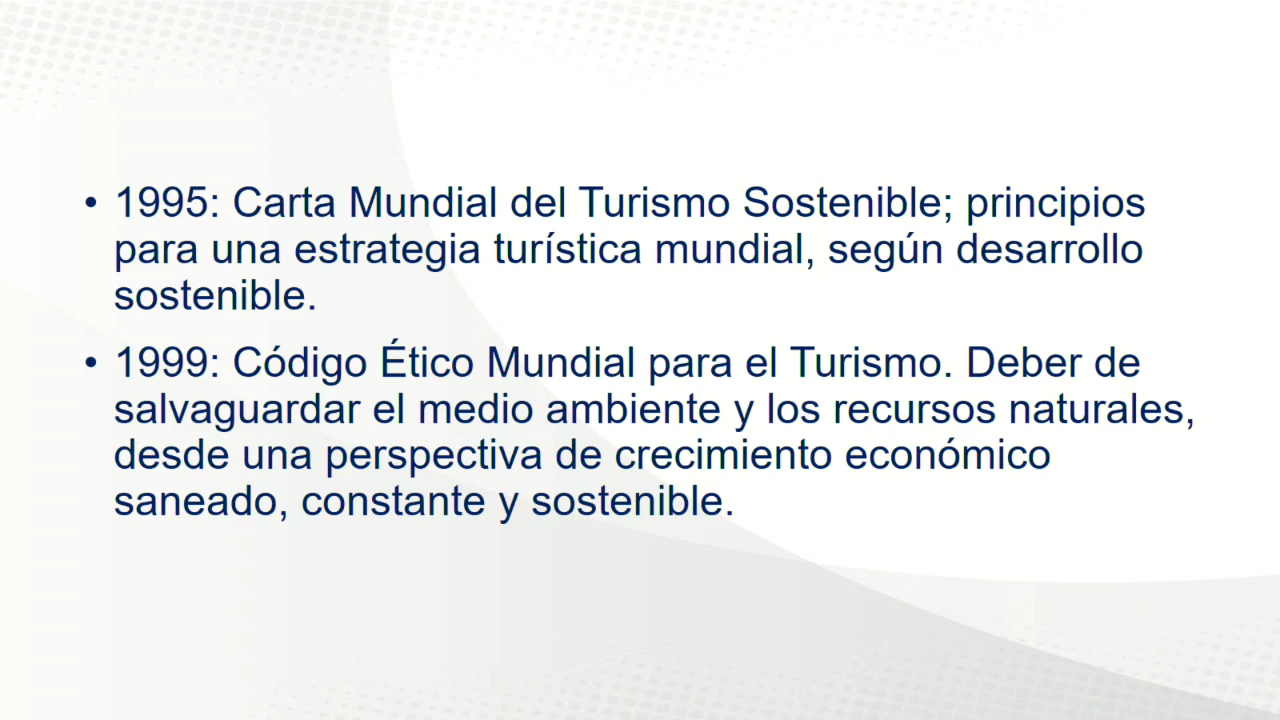 • 1995: Carta Mundial del Turismo Sostenible; principios
para una estrategia turística mundial, según desarrollo
sostenible.
• 1999: Código Ético Mundial para el Turismo. Deber de
salvaguardar el medio ambiente y los recursos naturales,
desde una perspectiva de crecimiento económico
saneado, constante y sostenible.